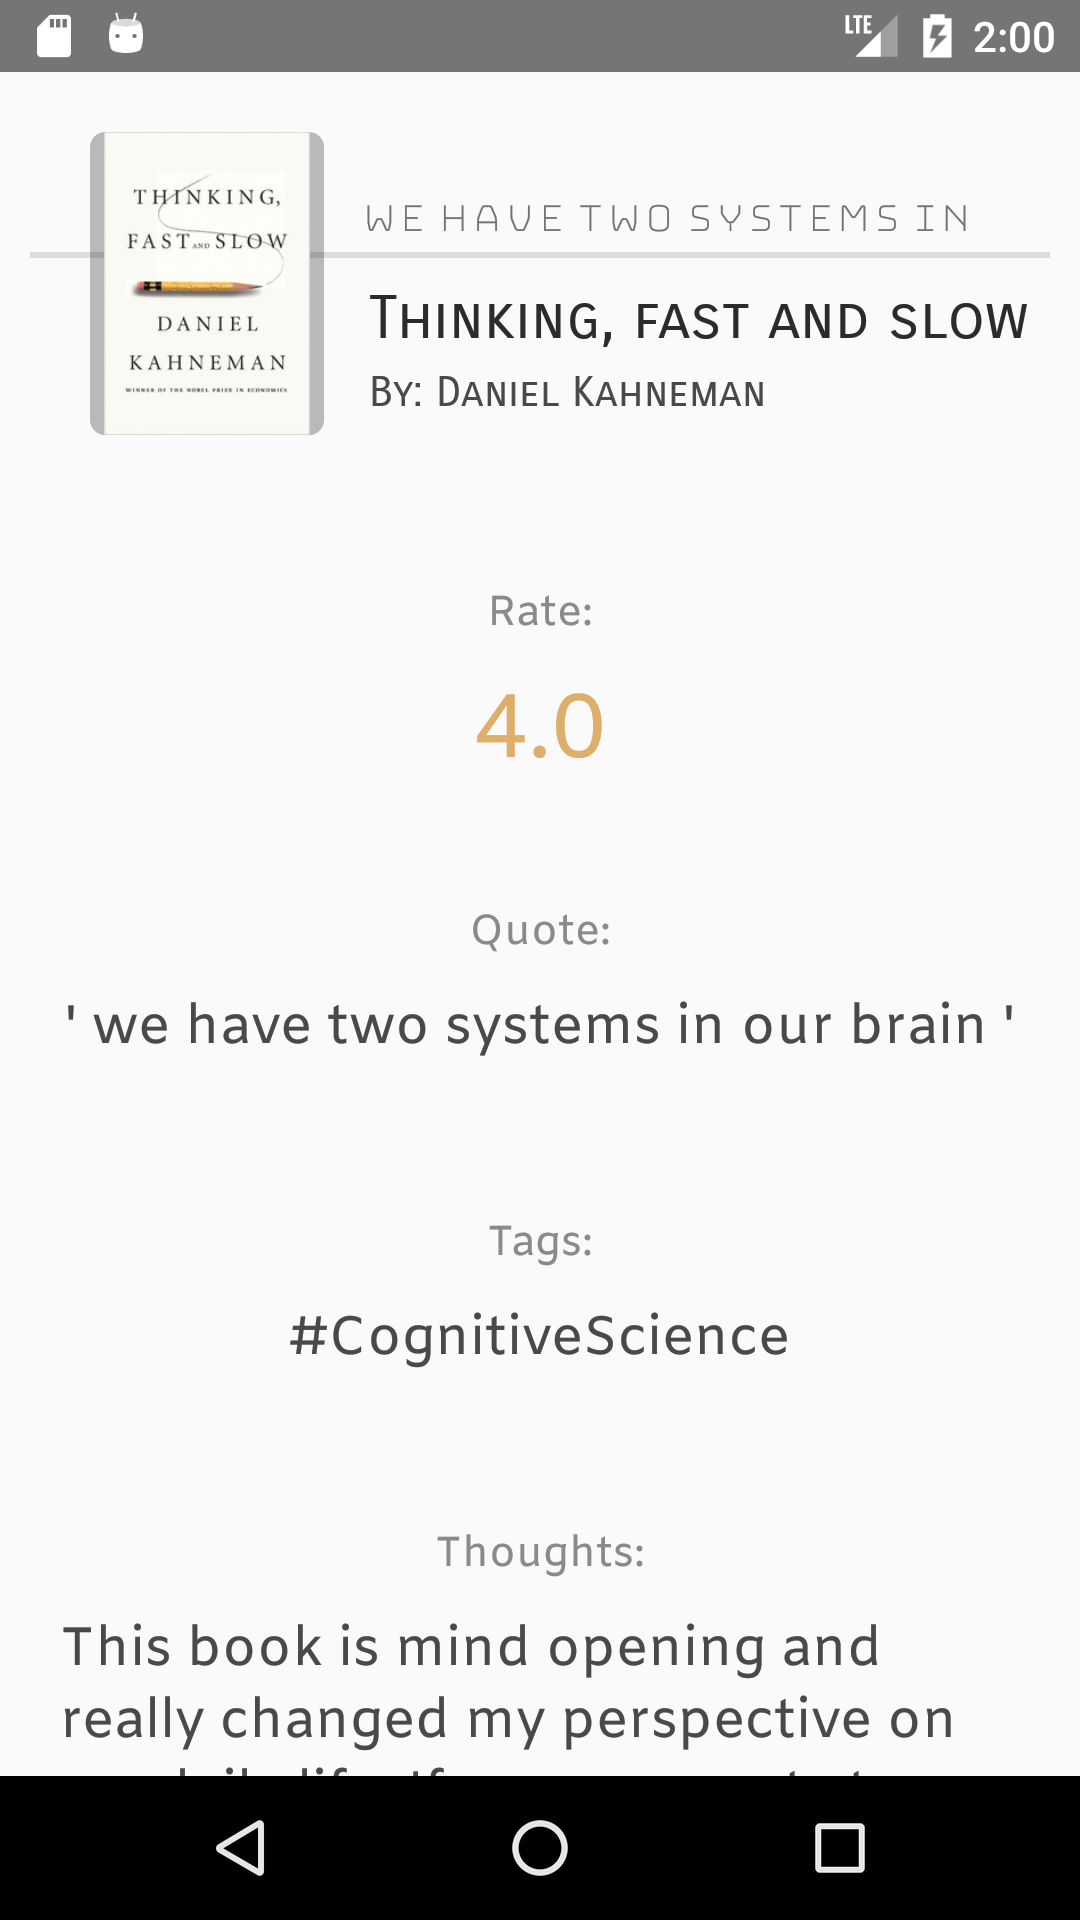 LTE 2:00
THINKING,
FAST AND SLOW
DANIEL
KAHNEMAN
WINNER OF THE NOBEL PRIZE IN ECONOMICS
WE HAVE TWO SYSTEMS IN
Thinking, fast and slow
By: Daniel Kahneman
Rate:
4.0
Quote:
' we have two systems in our brain '
Tags:
#CognitiveScience
Thoughts:
This book is mind opening and
really changed my perspective on